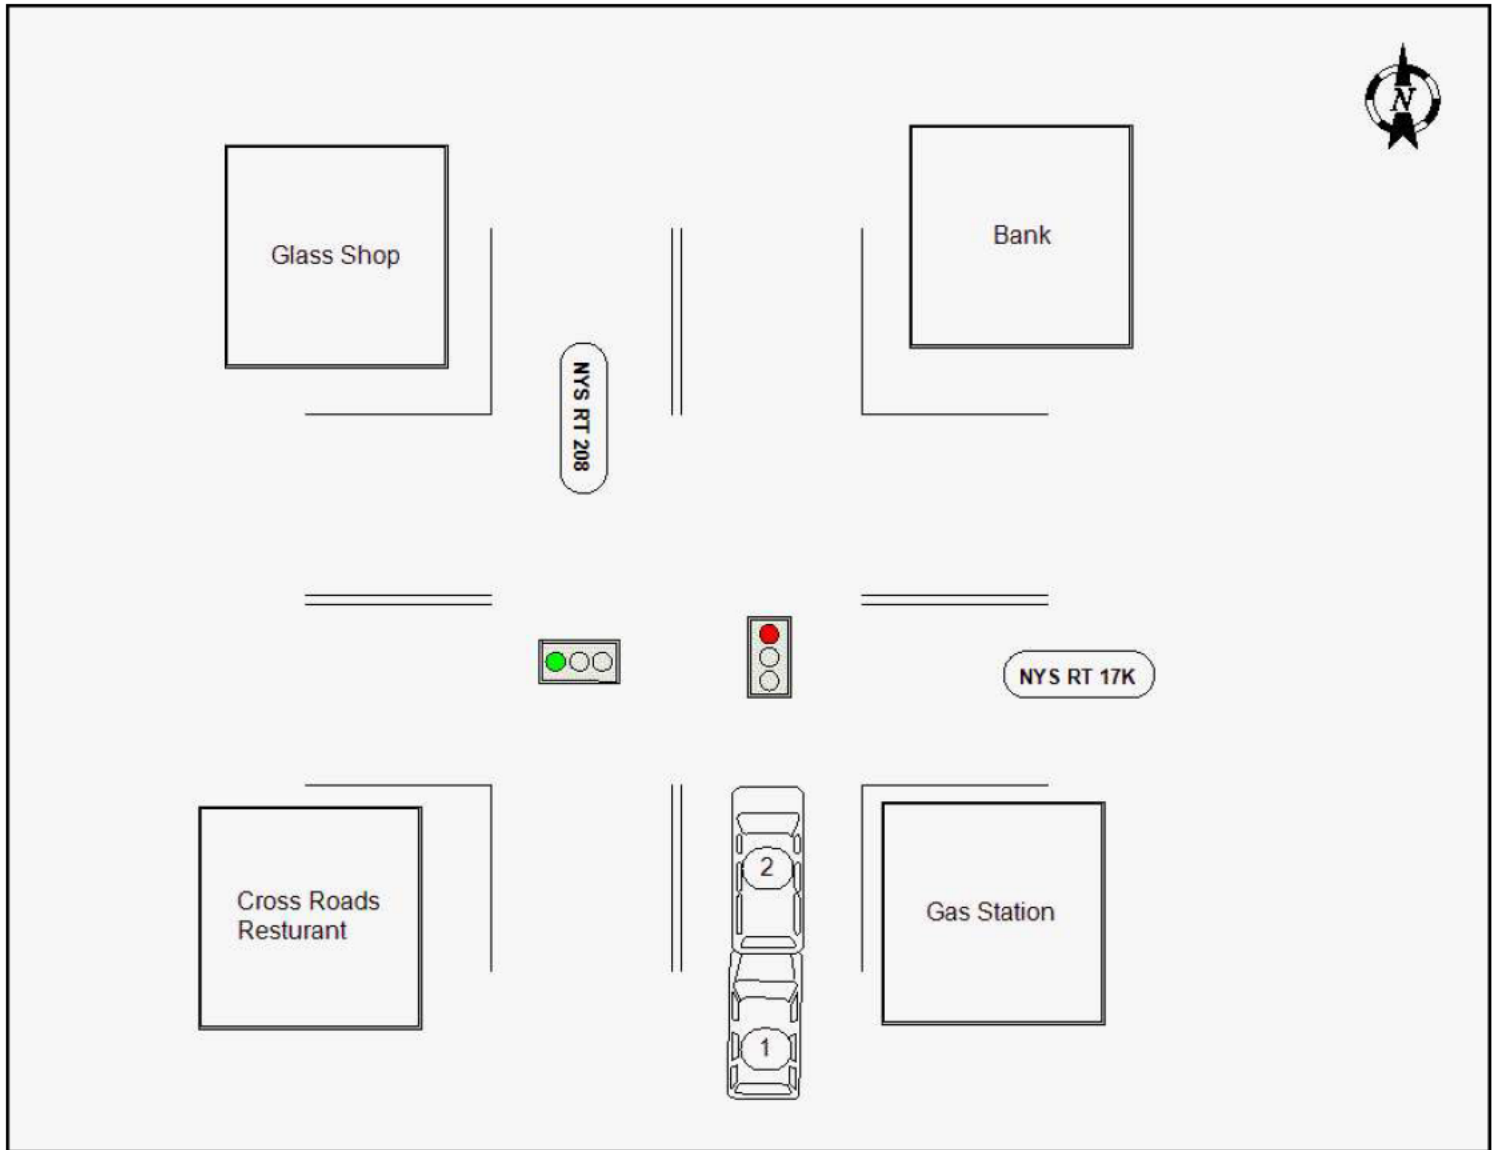 N
Glass Shop
Bank
NYS RT 208
NYS RT 17K
Cross Roads
Resturant
2
Gas Station
1